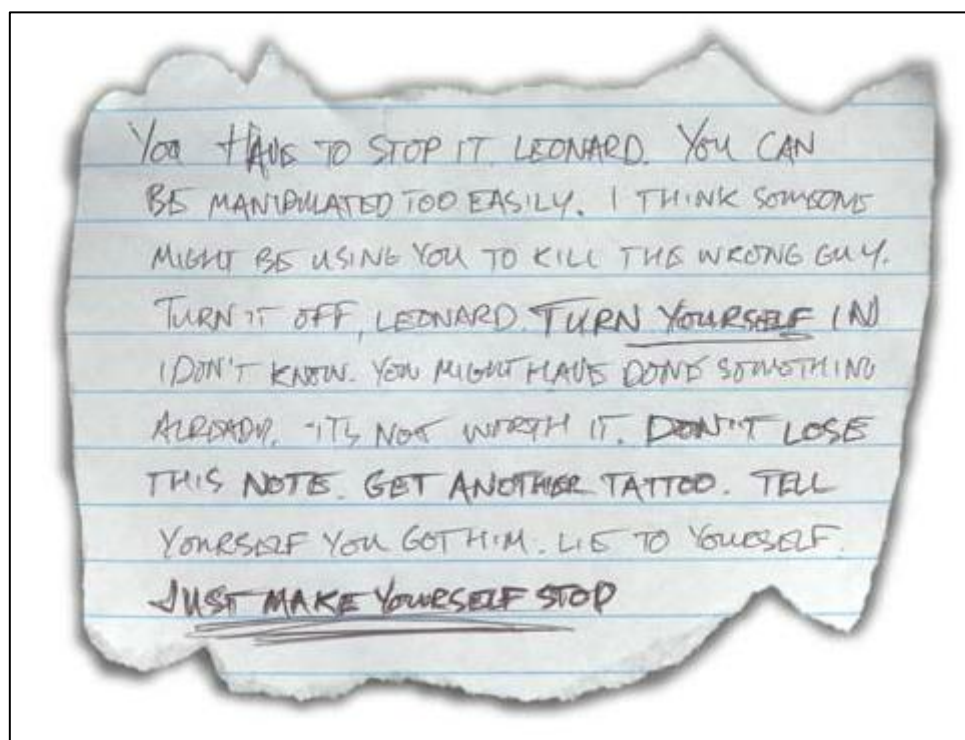 YOU HAVE TO STOP IT LEONARD. YOU CAN
BE MANIPULATED TOO EASILY. I THINK SOMEONE
MIGHT BE USING YOU TO KILL THE WRONG GUY.
TURN IT OFF, LEONARD. TURN YOURSELF IN
I DON'T KNOW. YOU MIGHT HAVE DONE SOMETHING
ALREADY. ITS NOT WORTH IT. DON'T LOSE
THIS NOTE. GET ANOTHER TATTOO. TELL
YOURSELF YOU GOT HIM. LIE TO YOURSELF.
JUST MAKE YOURSELF STOP